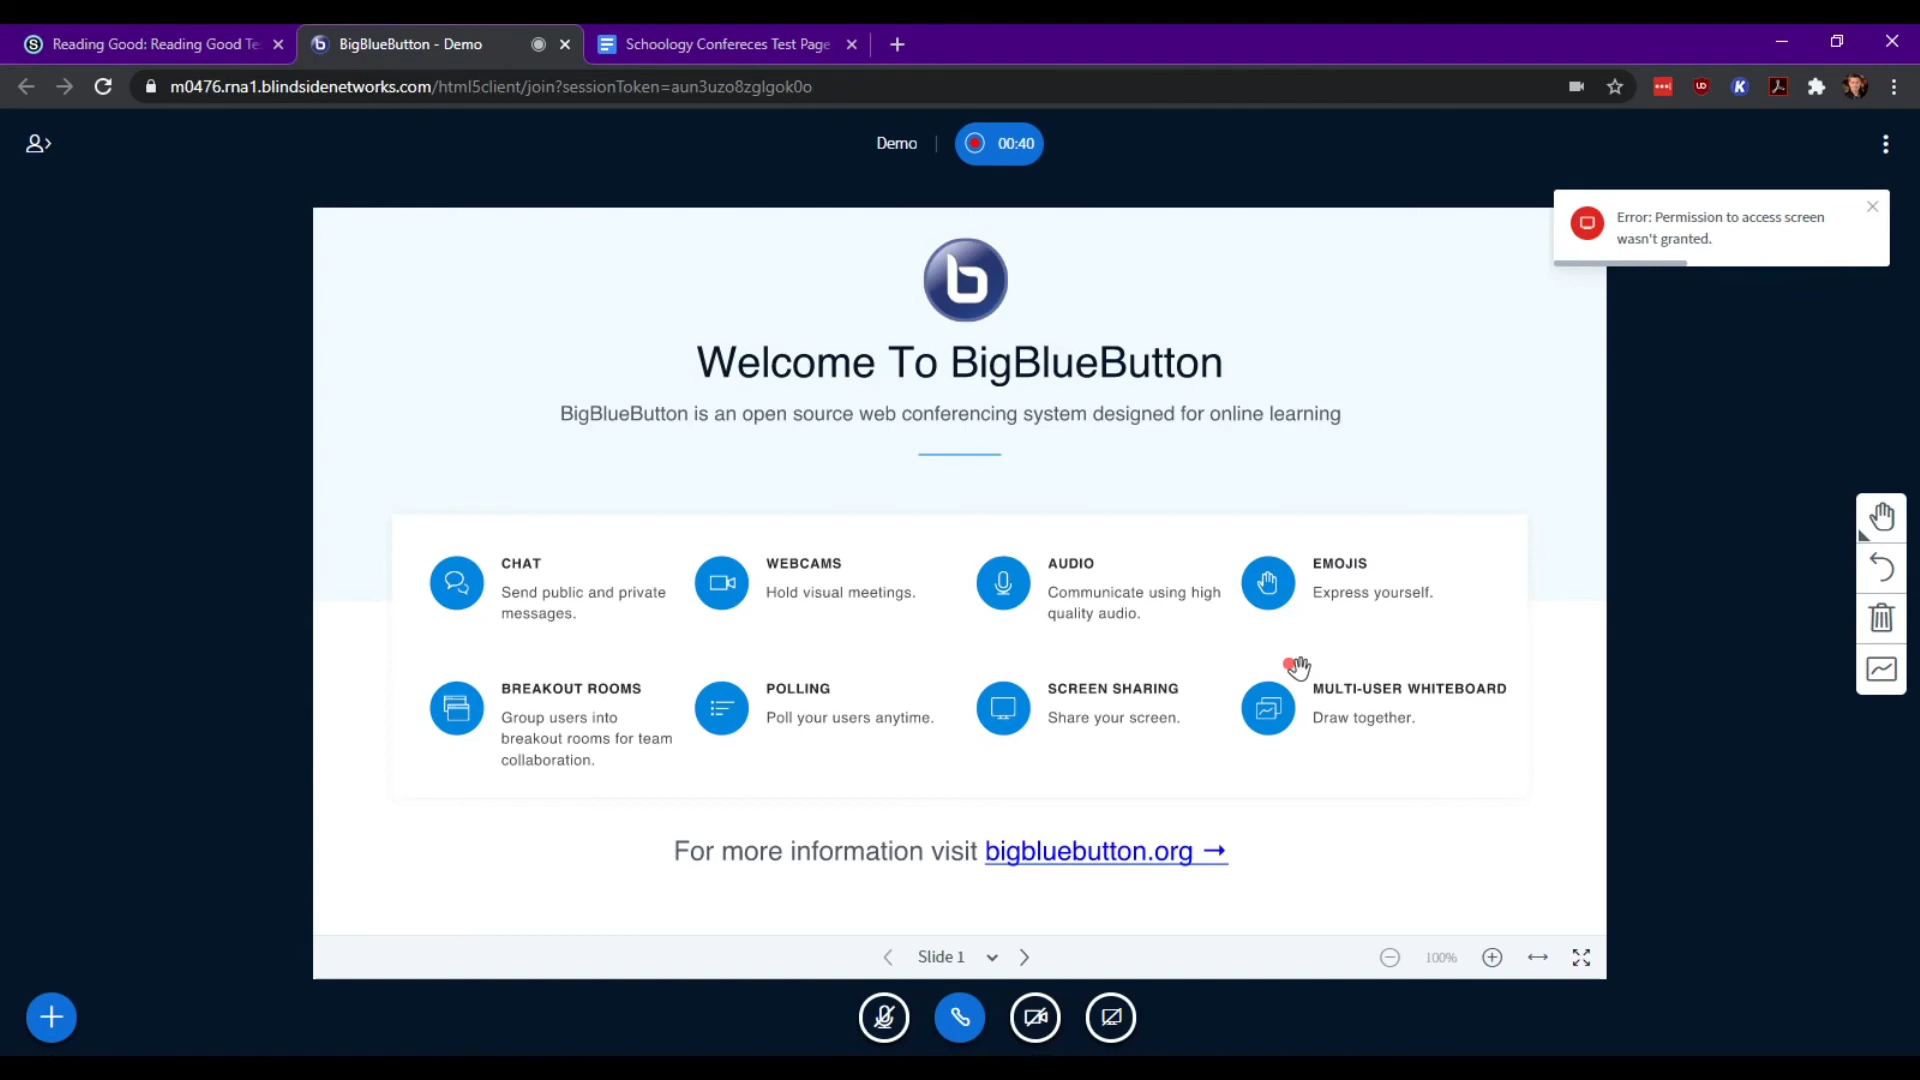 Reading Good: Reading Good Te
BigBlueButton - Demo
Schoology Confereces Test Page
m0476.rna1.blindsidenetworks.com/html5client/join?sessionToken=aun3uzo8zglgok0o
Demo
00:40
Error: Permission to access screen
wasn't granted.
Welcome To BigBlueButton
BigBlueButton is an open source web conferencing system designed for online learning
CHAT
Send public and private
messages.
WEBCAMS
Hold visual meetings.
AUDIO
Communicate using high
quality audio.
EMOJIS
Express yourself.
BREAKOUT ROOMS
Group users into
breakout rooms for team
collaboration.
POLLING
Poll your users anytime.
SCREEN SHARING
Share your screen.
MULTI-USER WHITEBOARD
Draw together.
For more information visit bigbluebutton.org →
Slide 1
100%